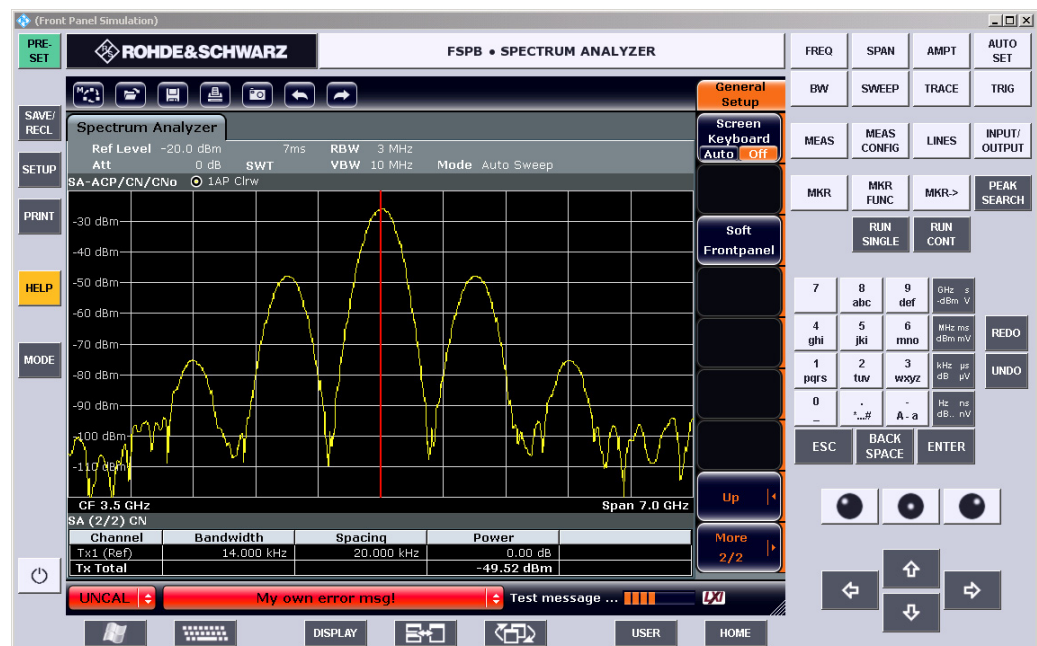 (Front Panel Simulation)
PRE-
SET
ROHDE&SCHWARZ
FSPB • SPECTRUM ANALYZER
FREQ
SPAN
AMPT
AUTO
SET
BW
SWEEP
TRACE
TRIG
General
Setup
SAVE/
RECL
Spectrum Analyzer
Screen
Keyboard
Auto Off
MEAS
MEAS
CONFIG
LINES
INPUT/
OUTPUT
Ref Level -20.0 dBm 7ms RBW 3 MHz
Att 0 dB SWT VBW 10 MHz Mode Auto Sweep
SETUP
SA-ACP/CN/CNo 1AP Clrw
MKR
MKR
FUNC
MKR->
PEAK
SEARCH
PRINT
Soft
Frontpanel
RUN
SINGLE
RUN
CONT
-30 dBm
-40 dBm
-50 dBm
-60 dBm
-70 dBm
-80 dBm
-90 dBm
-100 dBm
-110 dBm
HELP
MODE
7
8
abc
9
def
GHz s
-dBm V
4
ghi
5
jki
6
mno
MHz ms
dBm mV
REDO
1
pqrs
2
tuv
3
wxyz
kHz µs
dB µV
UNDO
0
_
.
*...#
-
A - a
Hz ns
dB.. nV
ESC
BACK
SPACE
ENTER
CF 3.5 GHz Span 7.0 GHz
Up
SA (2/2) CN
More
2/2
Channel Bandwidth Spacing Power
Tx1 (Ref) 14.000 kHz 20.000 kHz 0.00 dB
Tx Total -49.52 dBm
UNCAL
My own error msg!
Test message ...
LXI
DISPLAY
USER
HOME